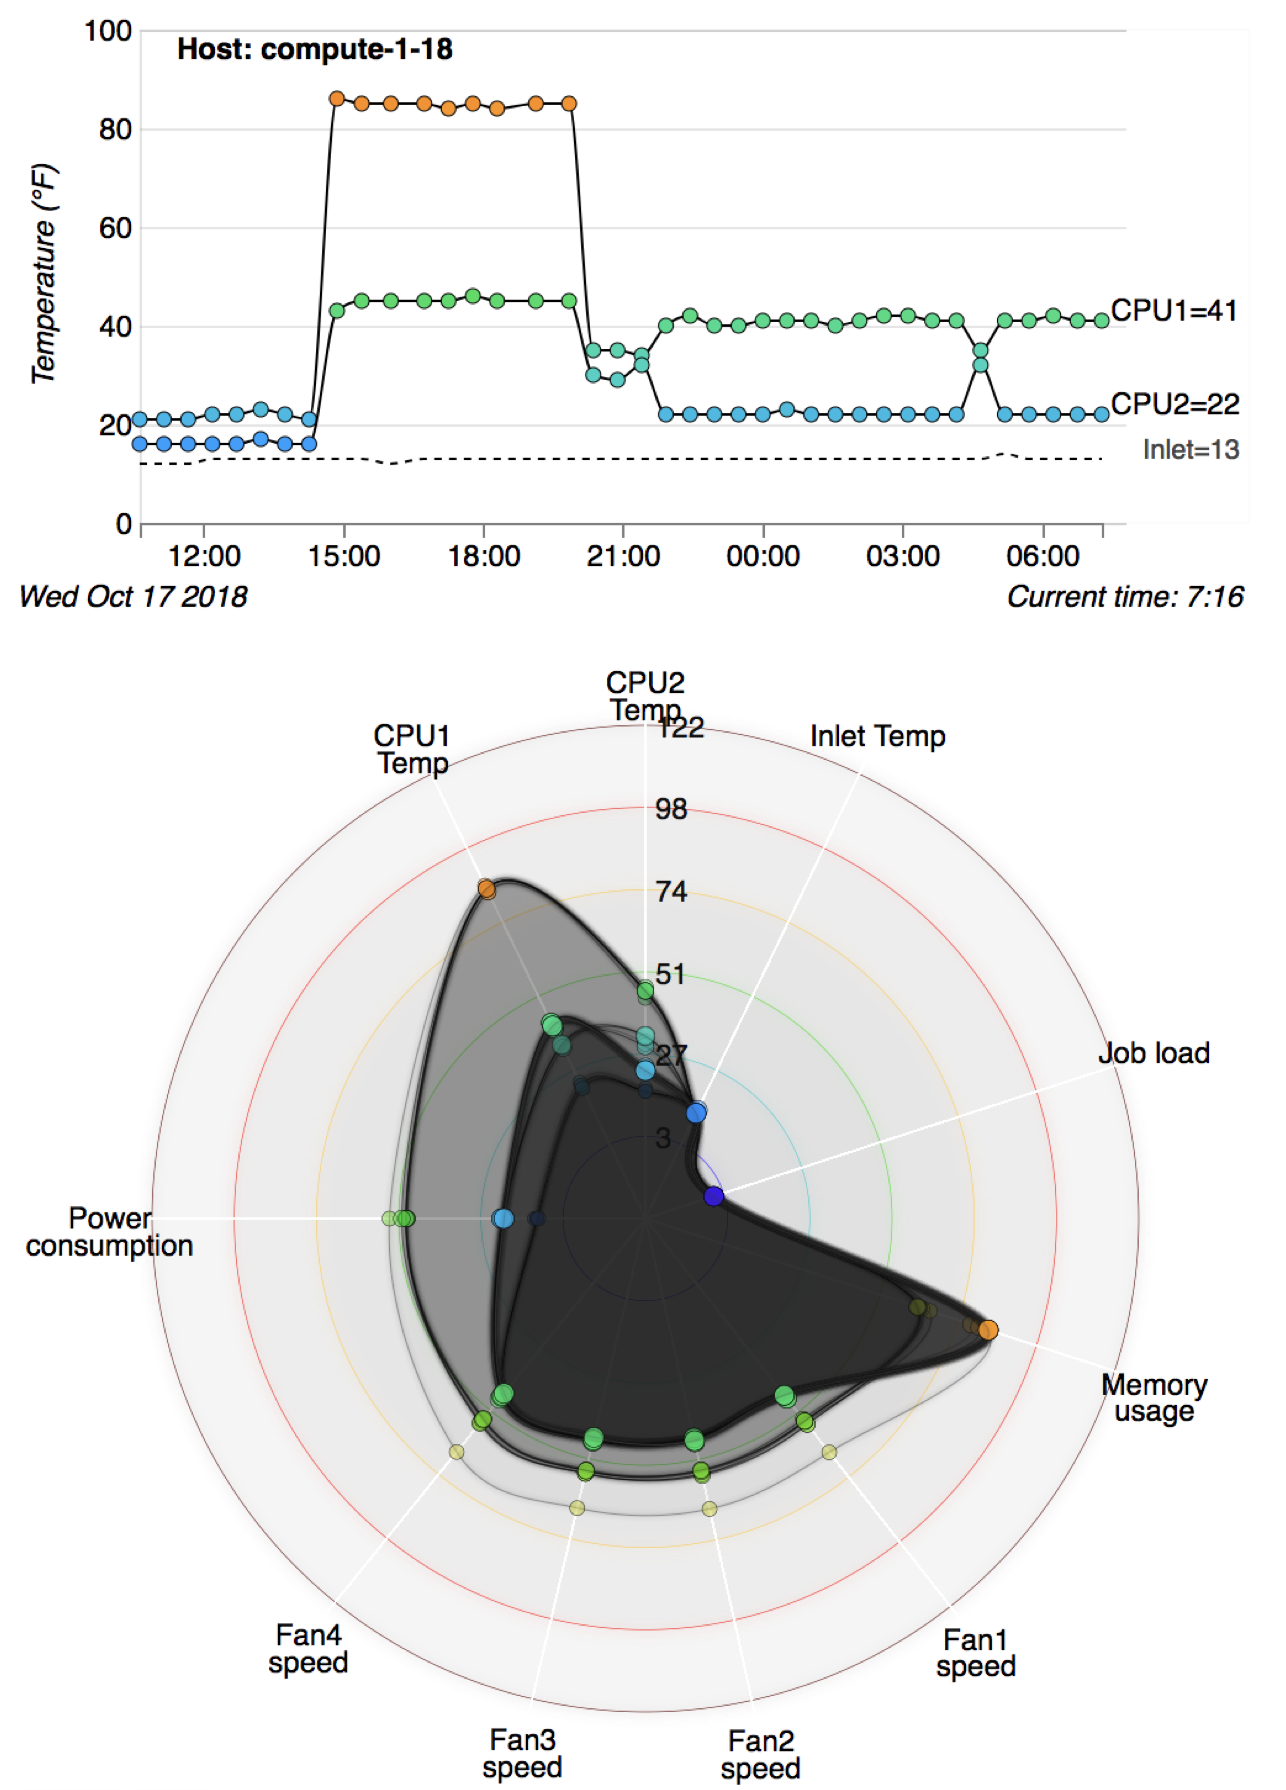 100
Host: compute-1-18
80
60
40
20
0
Temperature (°F)
CPU1=41
CPU2=22
Inlet=13
12:00 15:00 18:00 21:00 00:00 03:00 06:00
Wed Oct 17 2018
Current time: 7:16
CPU2
Temp
122
CPU1
Temp
Inlet Temp
98
74
51
27
3
Job load
Power
consumption
Memory
usage
Fan4
speed
Fan1
speed
Fan3
speed
Fan2
speed